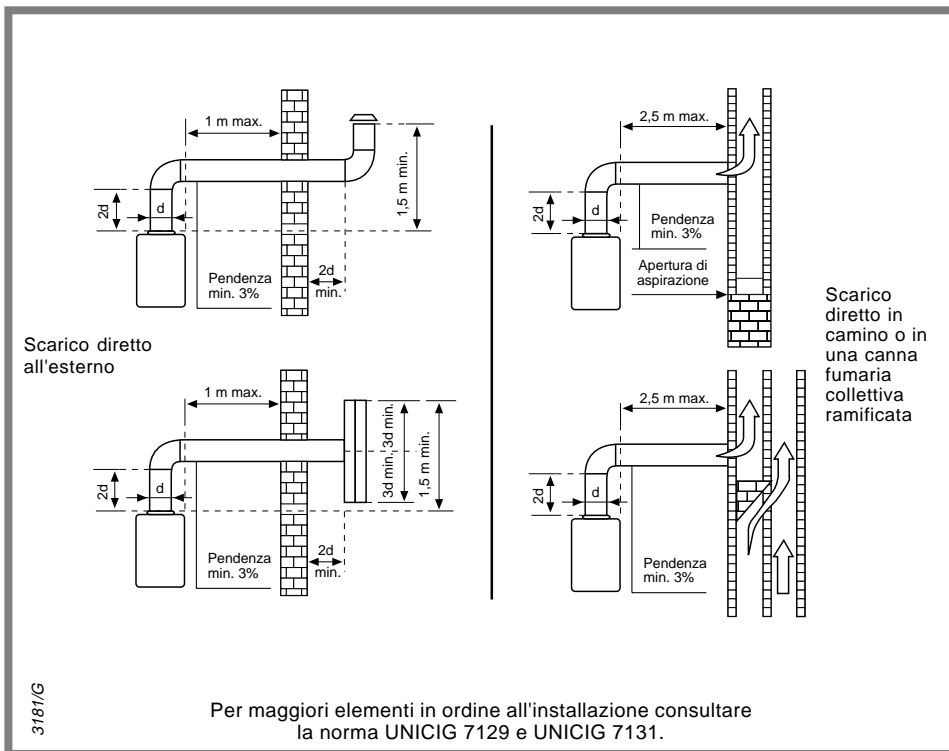 1 m max.
1,5 m min.
2d
d
Pendenza
min. 3%
2d
min.
Scarico diretto
all'esterno
1 m max.
3d min. 3d min.
1,5 m min.
2d
d
Pendenza
min. 3%
2d
min.
2,5 m max.
2d
d
Pendenza
min. 3%
Apertura di
aspirazione
Scarico
diretto in
camino o in
una canna
fumaria
collettiva
ramificata
2,5 m max.
2d
d
Pendenza
min. 3%
3181/G
Per maggiori elementi in ordine all'installazione consultare
la norma UNICIG 7129 e UNICIG 7131.